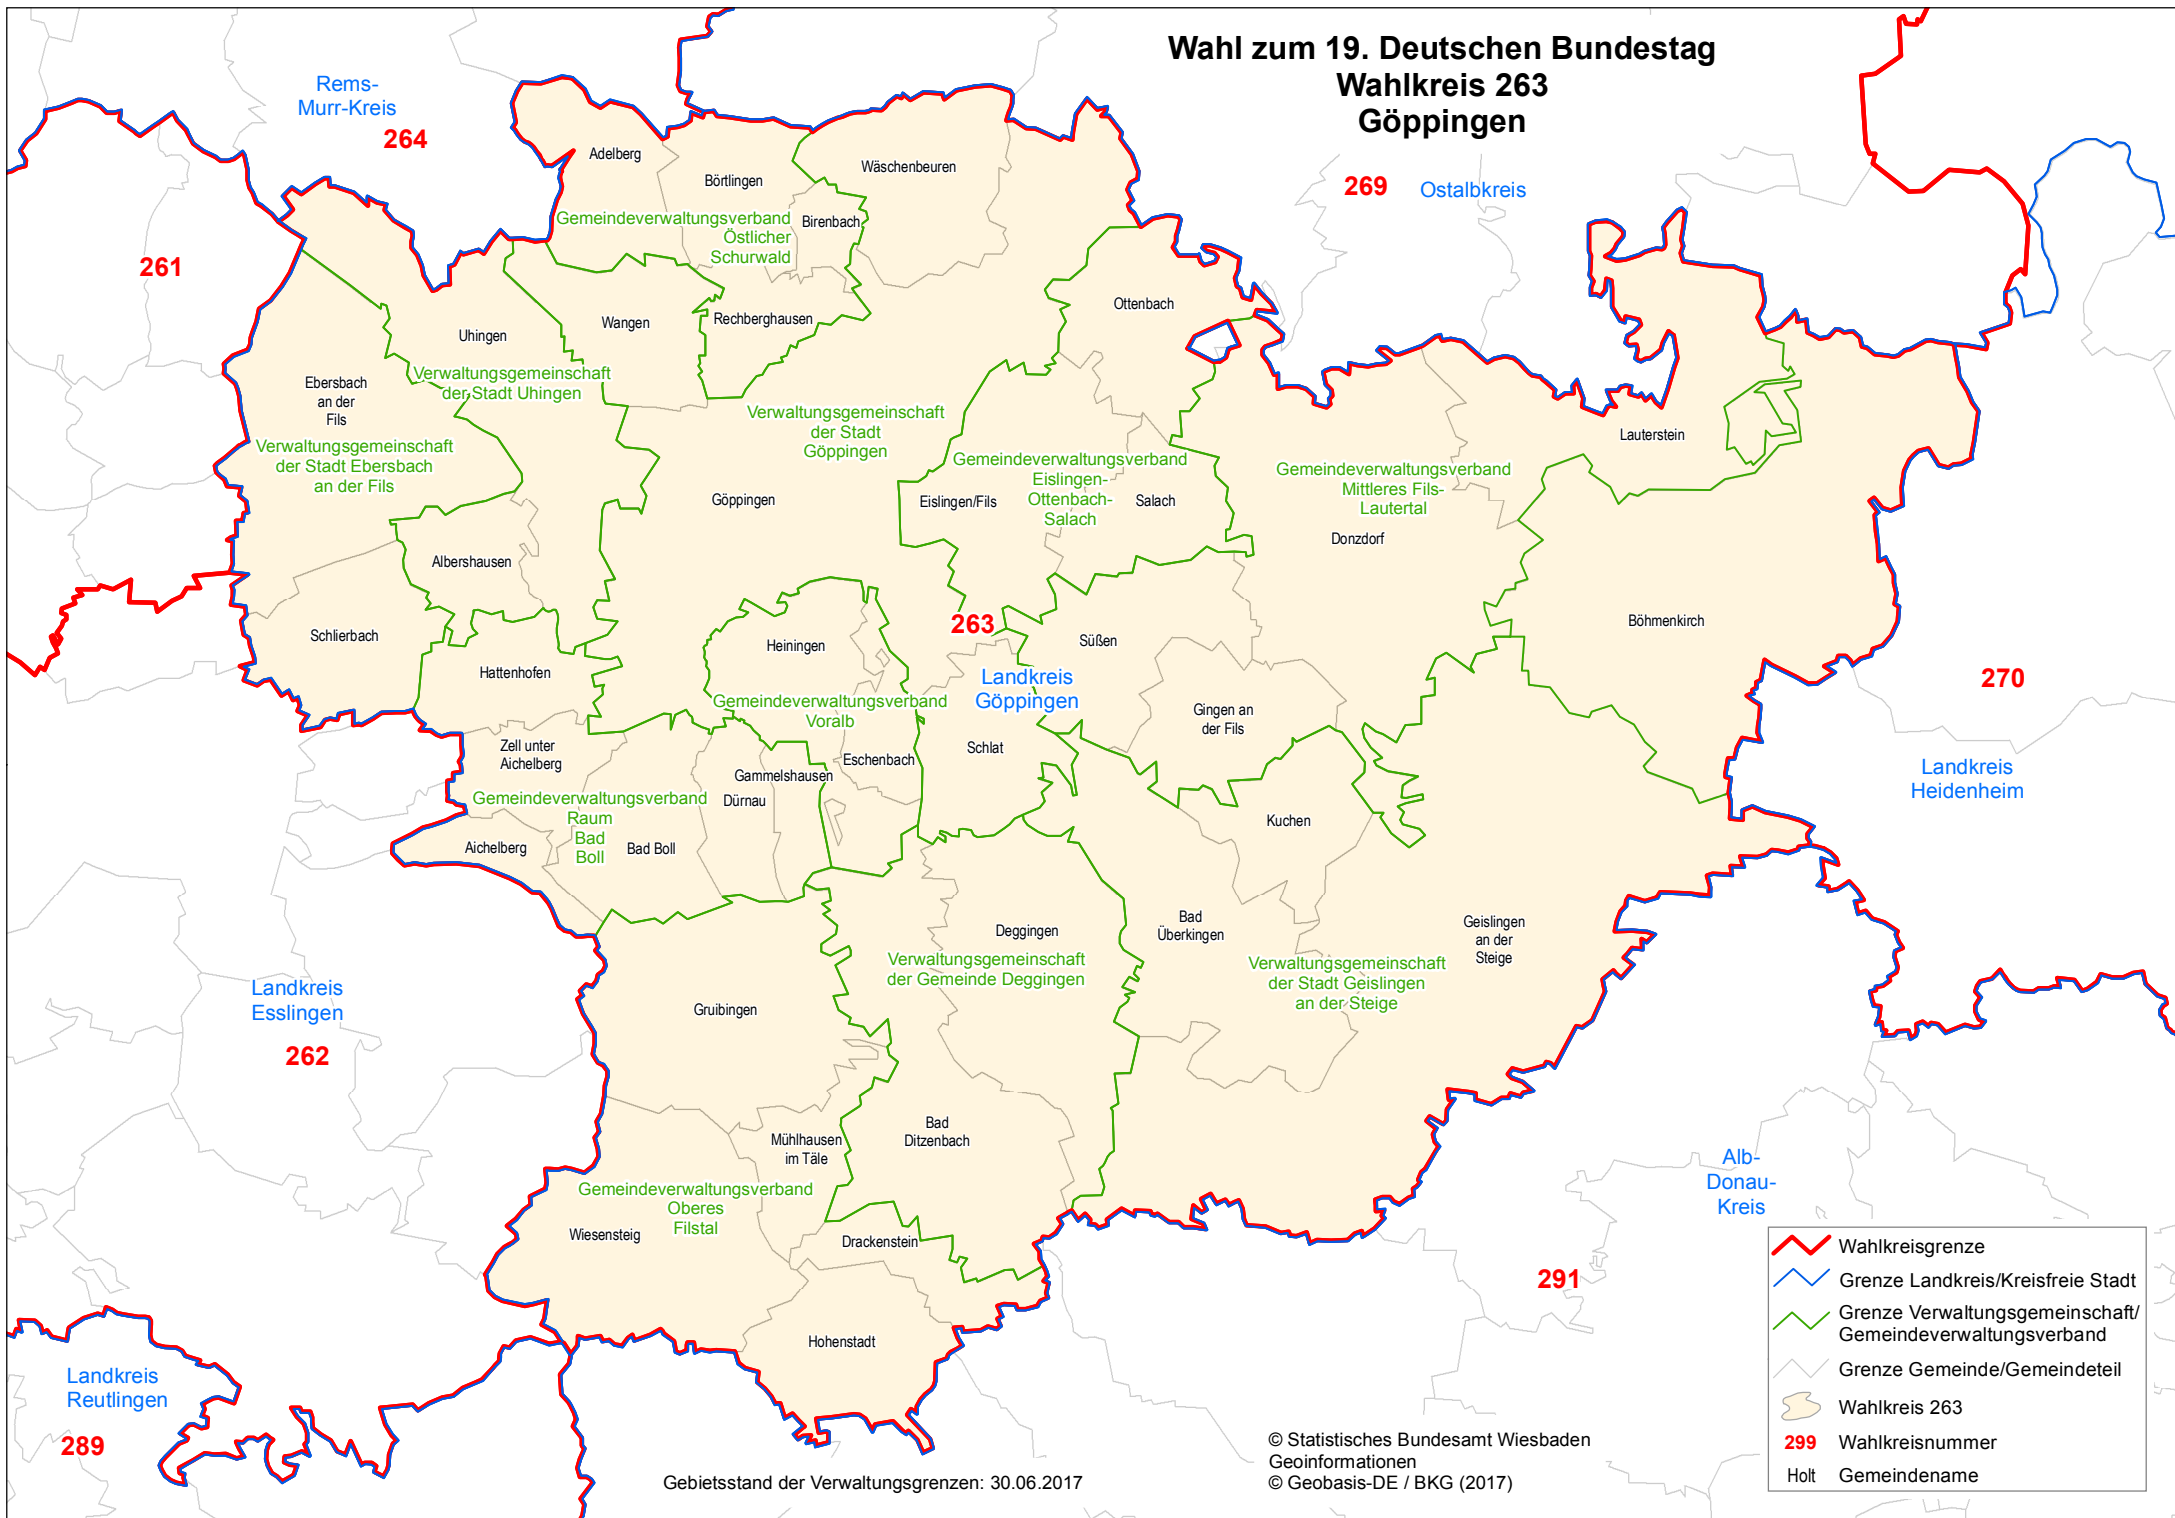 Wahl zum 19. Deutschen Bundestag
Wahlkreis 263
Göppingen
Rems-
Murr-Kreis
264
261
269
Ostalbkreis
Adelberg
Börtlingen
Wäschenbeuren
Birenbach
Gemeindeverwaltungsverband
Östlicher
Schurwald
Ottenbach
Uhingen
Wangen
Rechberghausen
Verwaltungsgemeinschaft
der Stadt Uhingen
Ebersbach
an der
Fils
Verwaltungsgemeinschaft
der Stadt Ebersbach
an der Fils
Verwaltungsgemeinschaft
der Stadt
Göppingen
Göppingen
Gemeindeverwaltungsverband
Eislingen-
Ottenbach-
Salach
Eislingen/Fils
Salach
Gemeindeverwaltungsverband
Mittleres Fils-
Lautertal
Lauterstein
Donzdorf
Albershausen
Schlierbach
Hattenhofen
Heiningen
263
Landkreis
Göppingen
Süßen
Böhmenkirch
270
Landkreis
Heidenheim
Gemeindeverwaltungsverband
Voralb
Gingen an
der Fils
Schlat
Eschenbach
Zell unter
Aichelberg
Gammelshausen
Dürnau
Gemeindeverwaltungsverband
Raum
Bad
Boll
Aichelberg
Bad Boll
Kuchen
Bad
Überkingen
Geislingen
an der
Steige
Deggingen
Verwaltungsgemeinschaft
der Gemeinde Deggingen
Verwaltungsgemeinschaft
der Stadt Geislingen
an der Steige
Landkreis
Esslingen
262
Gruibingen
Bad
Ditzenbach
Mühlhausen
im Täle
Gemeindeverwaltungsverband
Oberes
Filstal
Wiesensteig
Drackenstein
Hohenstadt
Alb-
Donau-
Kreis
291
Landkreis
Reutlingen
289
Wahlkreisgrenze
Grenze Landkreis/Kreisfreie Stadt
Grenze Verwaltungsgemeinschaft/
Gemeindeverwaltungsverband
Grenze Gemeinde/Gemeindeteil
Wahlkreis 263
299 Wahlkreisnummer
Holt Gemeindename
Gebietsstand der Verwaltungsgrenzen: 30.06.2017
© Statistisches Bundesamt Wiesbaden
Geoinformationen
© Geobasis-DE / BKG (2017)